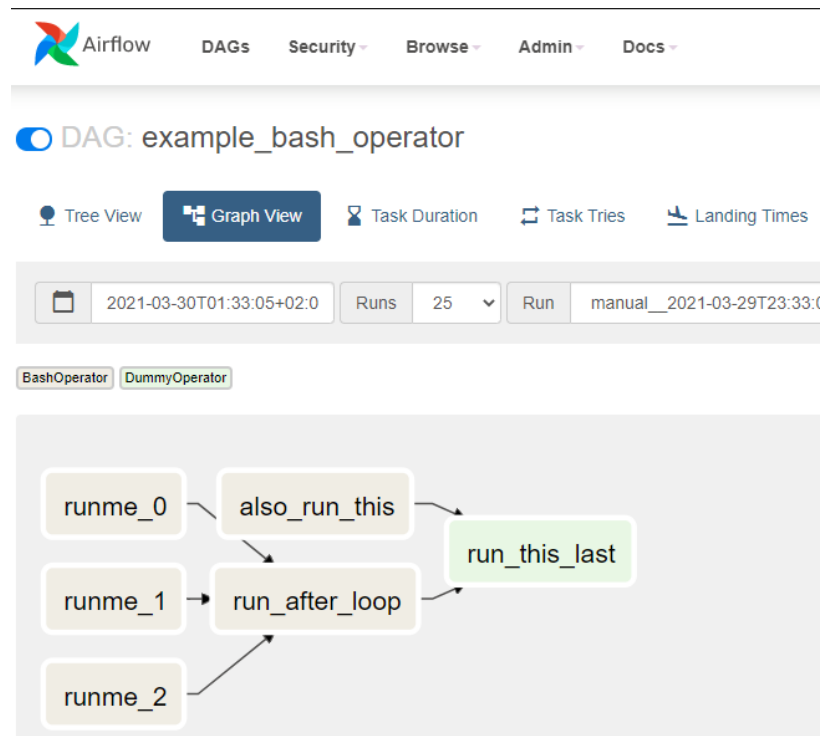 Airflow DAGs Security Browse Admin Docs
DAG: example_bash_operator
Tree View Graph View Task Duration Task Tries Landing Times
2021-03-30T01:33:05+02:0 Runs 25 Run manual__2021-03-29T23:33:0
BashOperator DummyOperator
runme_0 also_run_this
run_this_last
runme_1 run_after_loop
runme_2